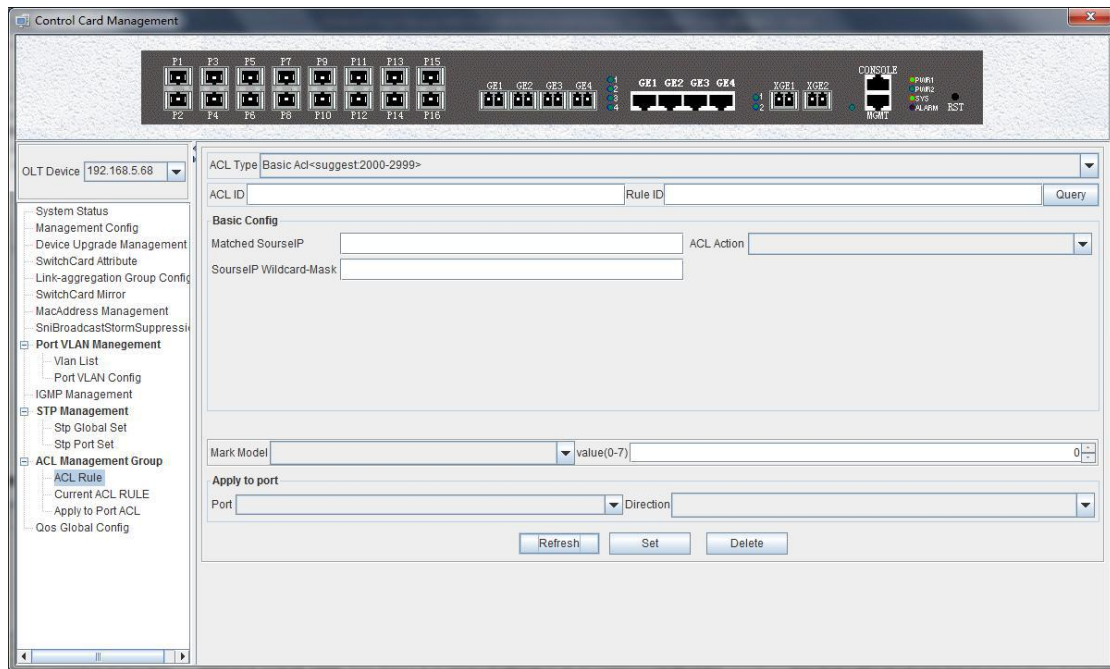 Control Card Management
P1 P3 P5 P7 P9 P11 P13 P15
P2 P4 P6 P8 P10 P12 P14 P16
GE1 GE2 GE3 GE4
1
2
3
4
GE1 GE2 GE3 GE4
1
2
XGE1 XGE2
CONSOLE
MGMT
PWR1
PWR2
SYS
ALARM
RST
OLT Device 192.168.5.68
System Status
Management Config
Device Upgrade Management
SwitchCard Attribute
Link-aggregation Group Config
SwitchCard Mirror
MacAddress Management
SniBroadcastStormSuppressi
Port VLAN Manegement
Vlan List
Port VLAN Config
IGMP Management
STP Management
Stp Global Set
Stp Port Set
ACL Management Group
ACL Rule
Current ACL RULE
Apply to Port ACL
Qos Global Config
ACL Type Basic Acl<suggest:2000-2999>
ACL ID Rule ID Query
Basic Config
Matched SourseIP ACL Action
SourseIP Wildcard-Mask
Mark Model value(0-7) 0
Apply to port
Port Direction
Refresh Set Delete